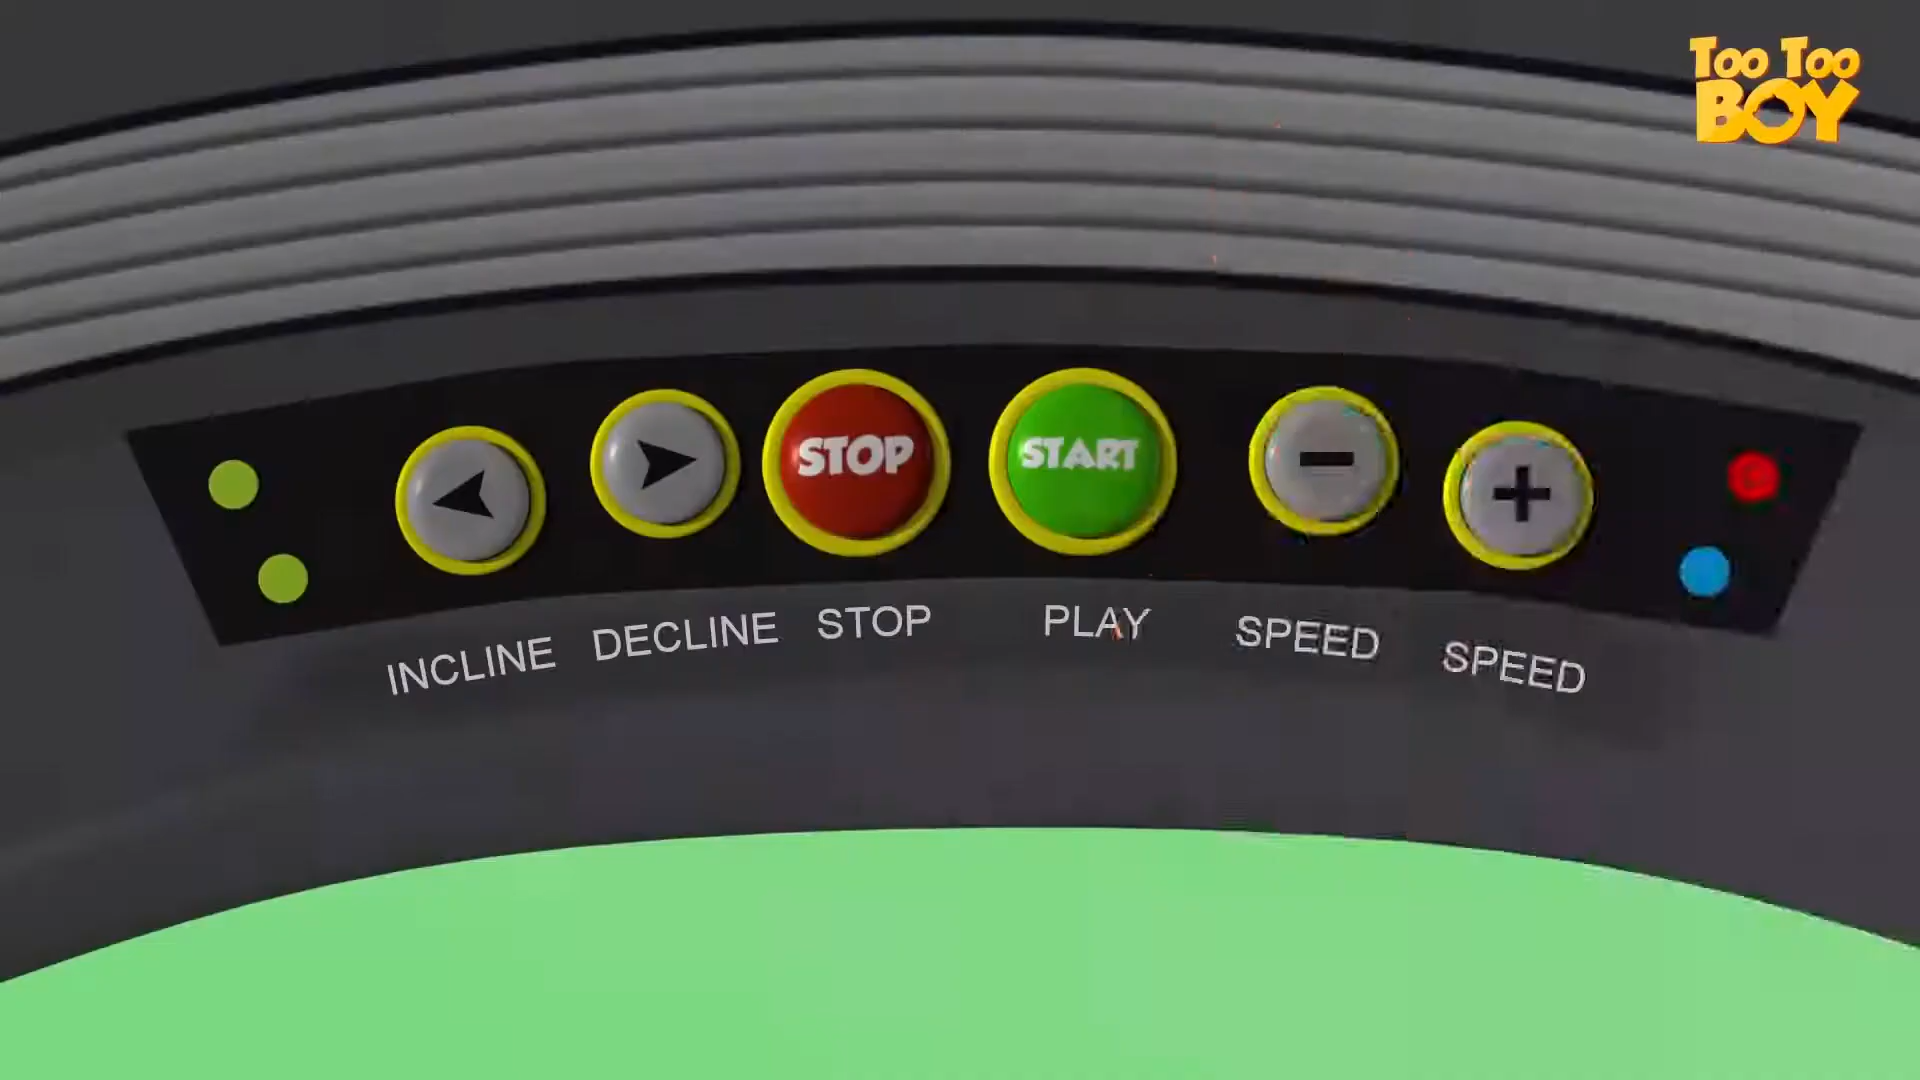 TOO TOO
BOY
STOP
START
INCLINE
DECLINE
STOP
PLAY
SPEED
SPEED